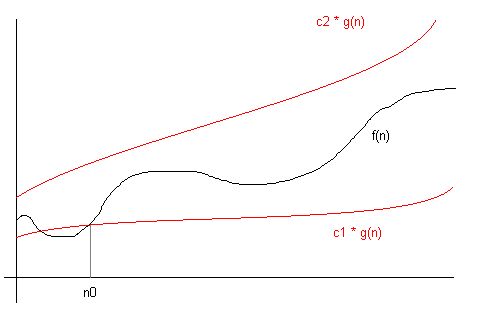 c2 * g(n)
f(n)
c1 * g(n)
n0